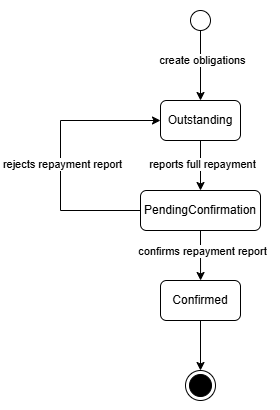 create obligations
Outstanding
rejects repayment report
reports full repayment
PendingConfirmation
confirms repayment report
Confirmed